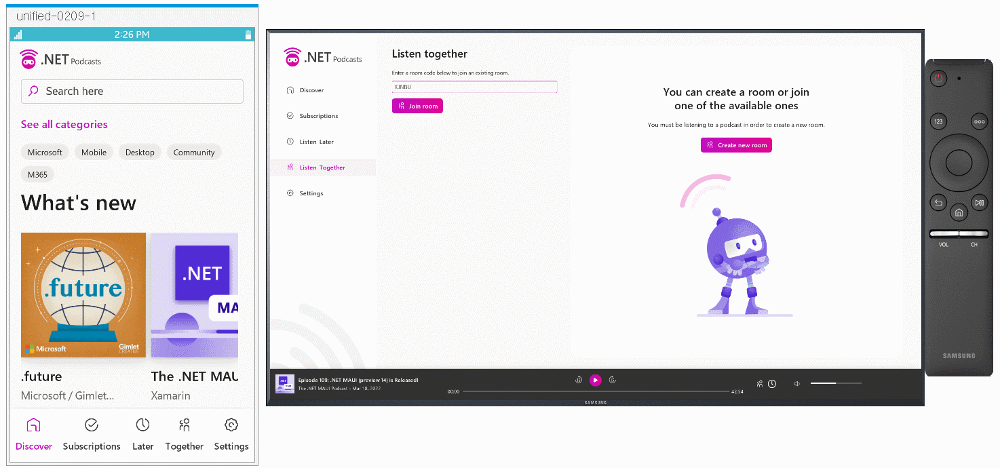 unified-0209-1
2:26 PM
.NET Podcasts
Search here
See all categories
Microsoft
Mobile
Desktop
Community
M365
What's new
.future
Microsoft
Gimlet
CREATIVE
.NET
MA
.future
The .NET MAU
Microsoft / Gimlet...
Xamarin
Discover
Subscriptions
Later
Together
Settings
.NET Podcasts
Discover
Subscriptions
Listen Later
Listen Together
Settings
Listen together
Enter a room code below to join an existing room.
XJNBU
Join room
You can create a room or join
one of the available ones
You must be listening to a podcast in order to create a new room.
Create new room
.NET
MAUI
Episode 109: .NET MAUI (preview 14) is Released!
The .NET MAUI Podcast - Mar 18, 2022
00:00
42:54
SAMSUNG
123
VOL
CH
SAMSUNG